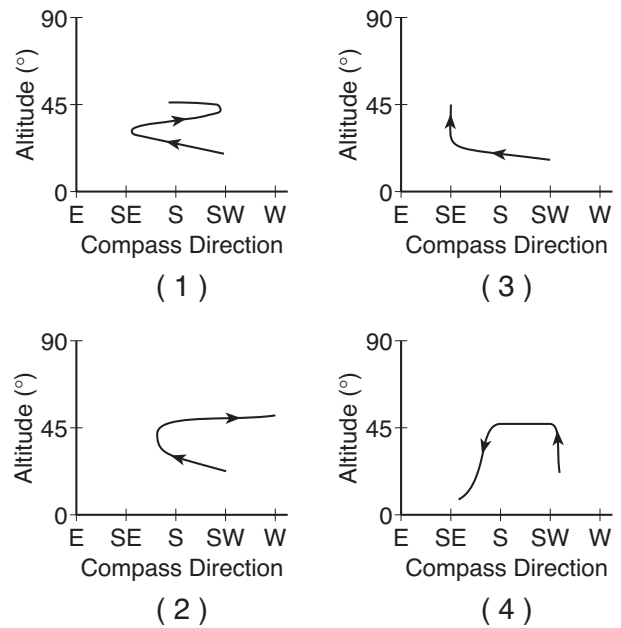 90
45
0
Altitude (°)
E SE S SW W
Compass Direction
( 1 )
90
45
0
Altitude (°)
E SE S SW W
Compass Direction
( 3 )
90
45
0
Altitude (°)
E SE S SW W
Compass Direction
( 2 )
90
45
0
Altitude (°)
E SE S SW W
Compass Direction
( 4 )